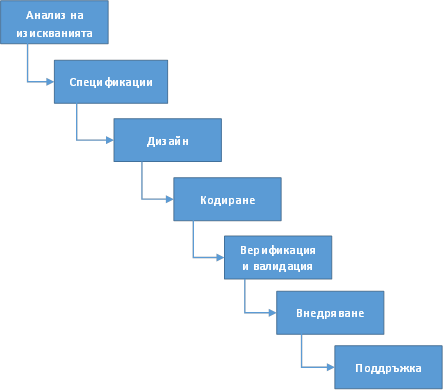 Анализ на
изискванията
Спецификации
Дизайн
Кодиране
Верификация
и валидация
Внедряване
Поддръжка